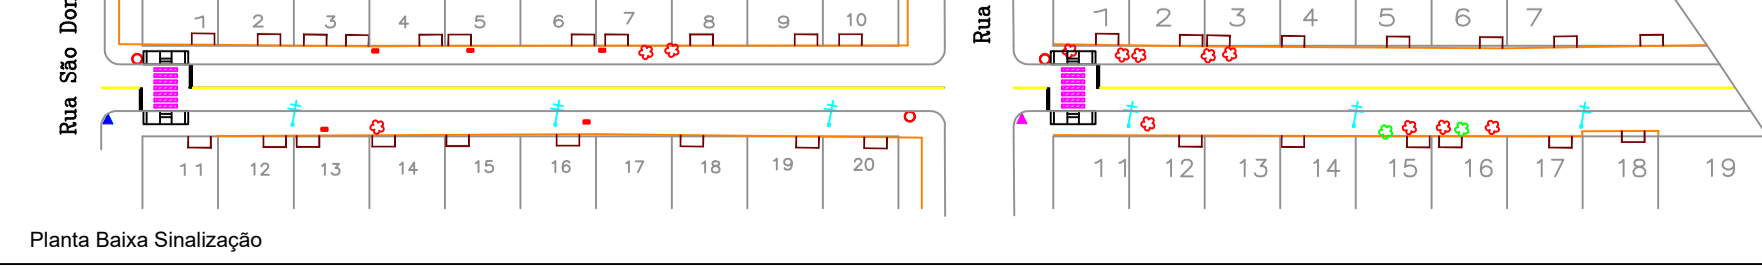 Rua São Dom
1 2 3 4 5 6 7 8 9 10
11 12 13 14 15 16 17 18 19 20
Rua
1 2 3 4 5 6 7
11 12 13 14 15 16 17 18 19
Planta Baixa Sinalização